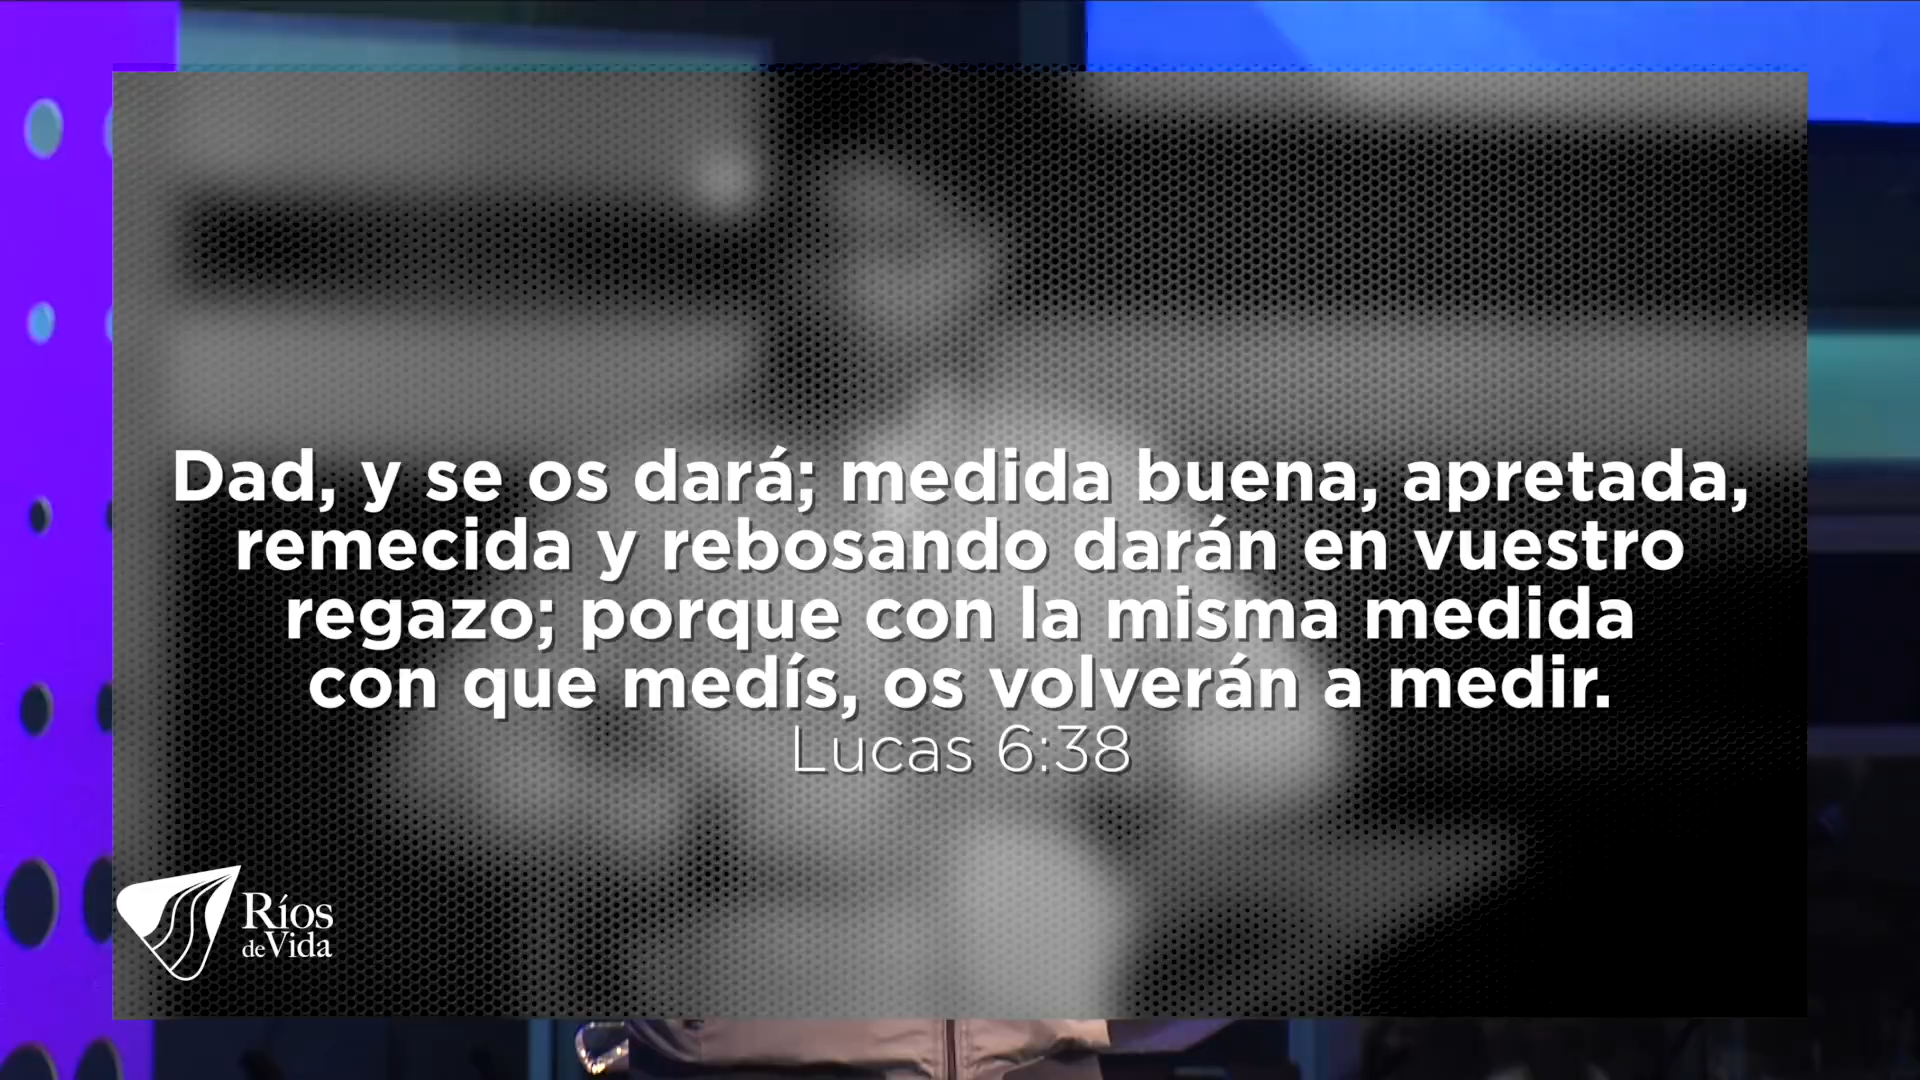 Dad, y se os dará; medida buena, apretada,
remecida y rebosando darán en vuestro
regazo; porque con la misma medida
con que medís, os volverán a medir.
Lucas 6:38
Ríos
de Vida